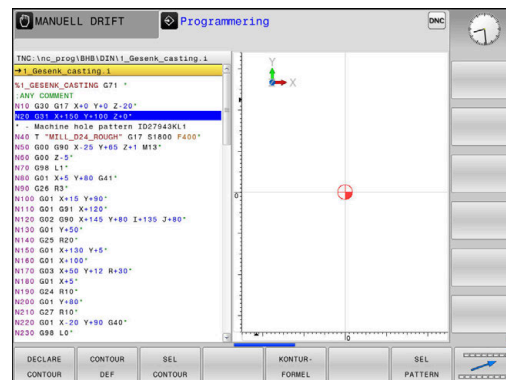 MANUELL DRIFT
Programmering
DNC
TNC:\nc_prog\BHB\DIN\1_Gesenk_casting.i
→1_Gesenk_casting.i
%1_GESENK_CASTING G71 *
;ANY COMMENT
N10 G30 G17 X+0 Y+0 Z-20*
N20 G31 X+150 Y+100 Z+0*
* - Machine hole pattern ID27943KL1
N40 T "MILL_D24_ROUGH" G17 S1800 F400*
N50 G00 G90 X-25 Y+65 Z+1 M13*
N60 G00 Z-5*
N70 G98 L1*
N80 G01 X+5 Y+80 G41*
N90 G26 R3*
N100 G01 X+15 Y+90*
N110 G01 G91 X+120*
N120 G02 G90 X+145 Y+80 I+135 J+80*
N130 G01 Y+50*
N140 G25 R20*
N150 G01 X+130 Y+5*
N160 G01 X+100*
N170 G03 X+50 Y+12 R+30*
N180 G01 X+5*
N190 G24 R10*
N200 G01 Y+80*
N210 G27 R10*
N220 G01 X-20 Y+90 G40*
N230 G98 L0*
Y
X
0
0
DECLARE CONTOUR
CONTOUR DEF
SEL CONTOUR
KONTUR-FORMEL
SEL PATTERN